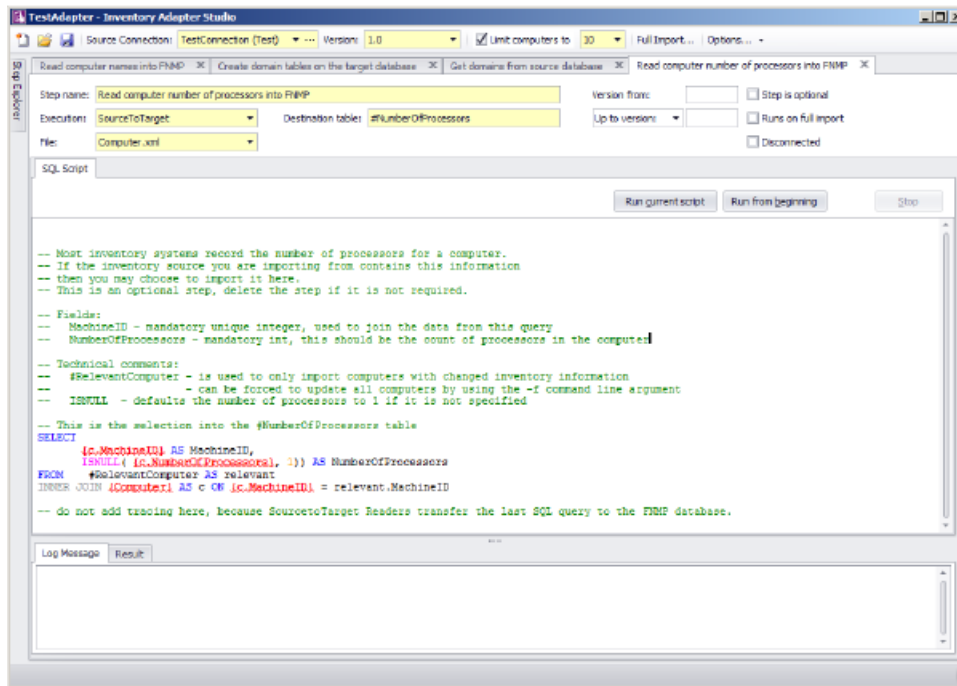 TestAdapter - Inventory Adapter Studio
Source Connection: TestConnection (Test) ... Version: 1.0 Limit computers to 10 Full Import... Options...
Step Explorer
Read computer names into FNMP Create domain tables on the target database Get domains from source database Read computer number of processors into FNMP
Step name: Read computer number of processors into FNMP Version from: Step is optional
Execution: SourceToTarget Destination table: #NumberOfProcessors Up to version: Runs on full import
File: Computer.xml Disconnected
SQL Script
Run current script Run from beginning Stop
-- Most inventory systems record the number of processors for a computer.
-- If the inventory source you are importing from contains this information
-- then you may choose to import it here.
-- This is an optional step, delete the step if it is not required.
-- Fields:
-- MachineID - mandatory unique integer, used to join the data from this query
-- NumberOfProcessors - mandatory int, this should be the count of processors in the computer
-- Technical comments:
-- #RelevantComputer - is used to only import computers with changed inventory information
-- - can be forced to update all computers by using the -f command line argument
-- ISNULL - defaults the number of processors to 1 if it is not specified
-- This is the selection into the #NumberOfProcessors table
SELECT
{c.MachineID} AS MachineID,
ISNULL( {c.NumberOfProcessors}, 1)) AS NumberOfProcessors
FROM #RelevantComputer AS relevant
INNER JOIN {Computer} AS c ON {c.MachineID} = relevant.MachineID
-- do not add tracing here, because SourcetoTarget Readers transfer the last SQL query to the FNMP database.
Log Message Result